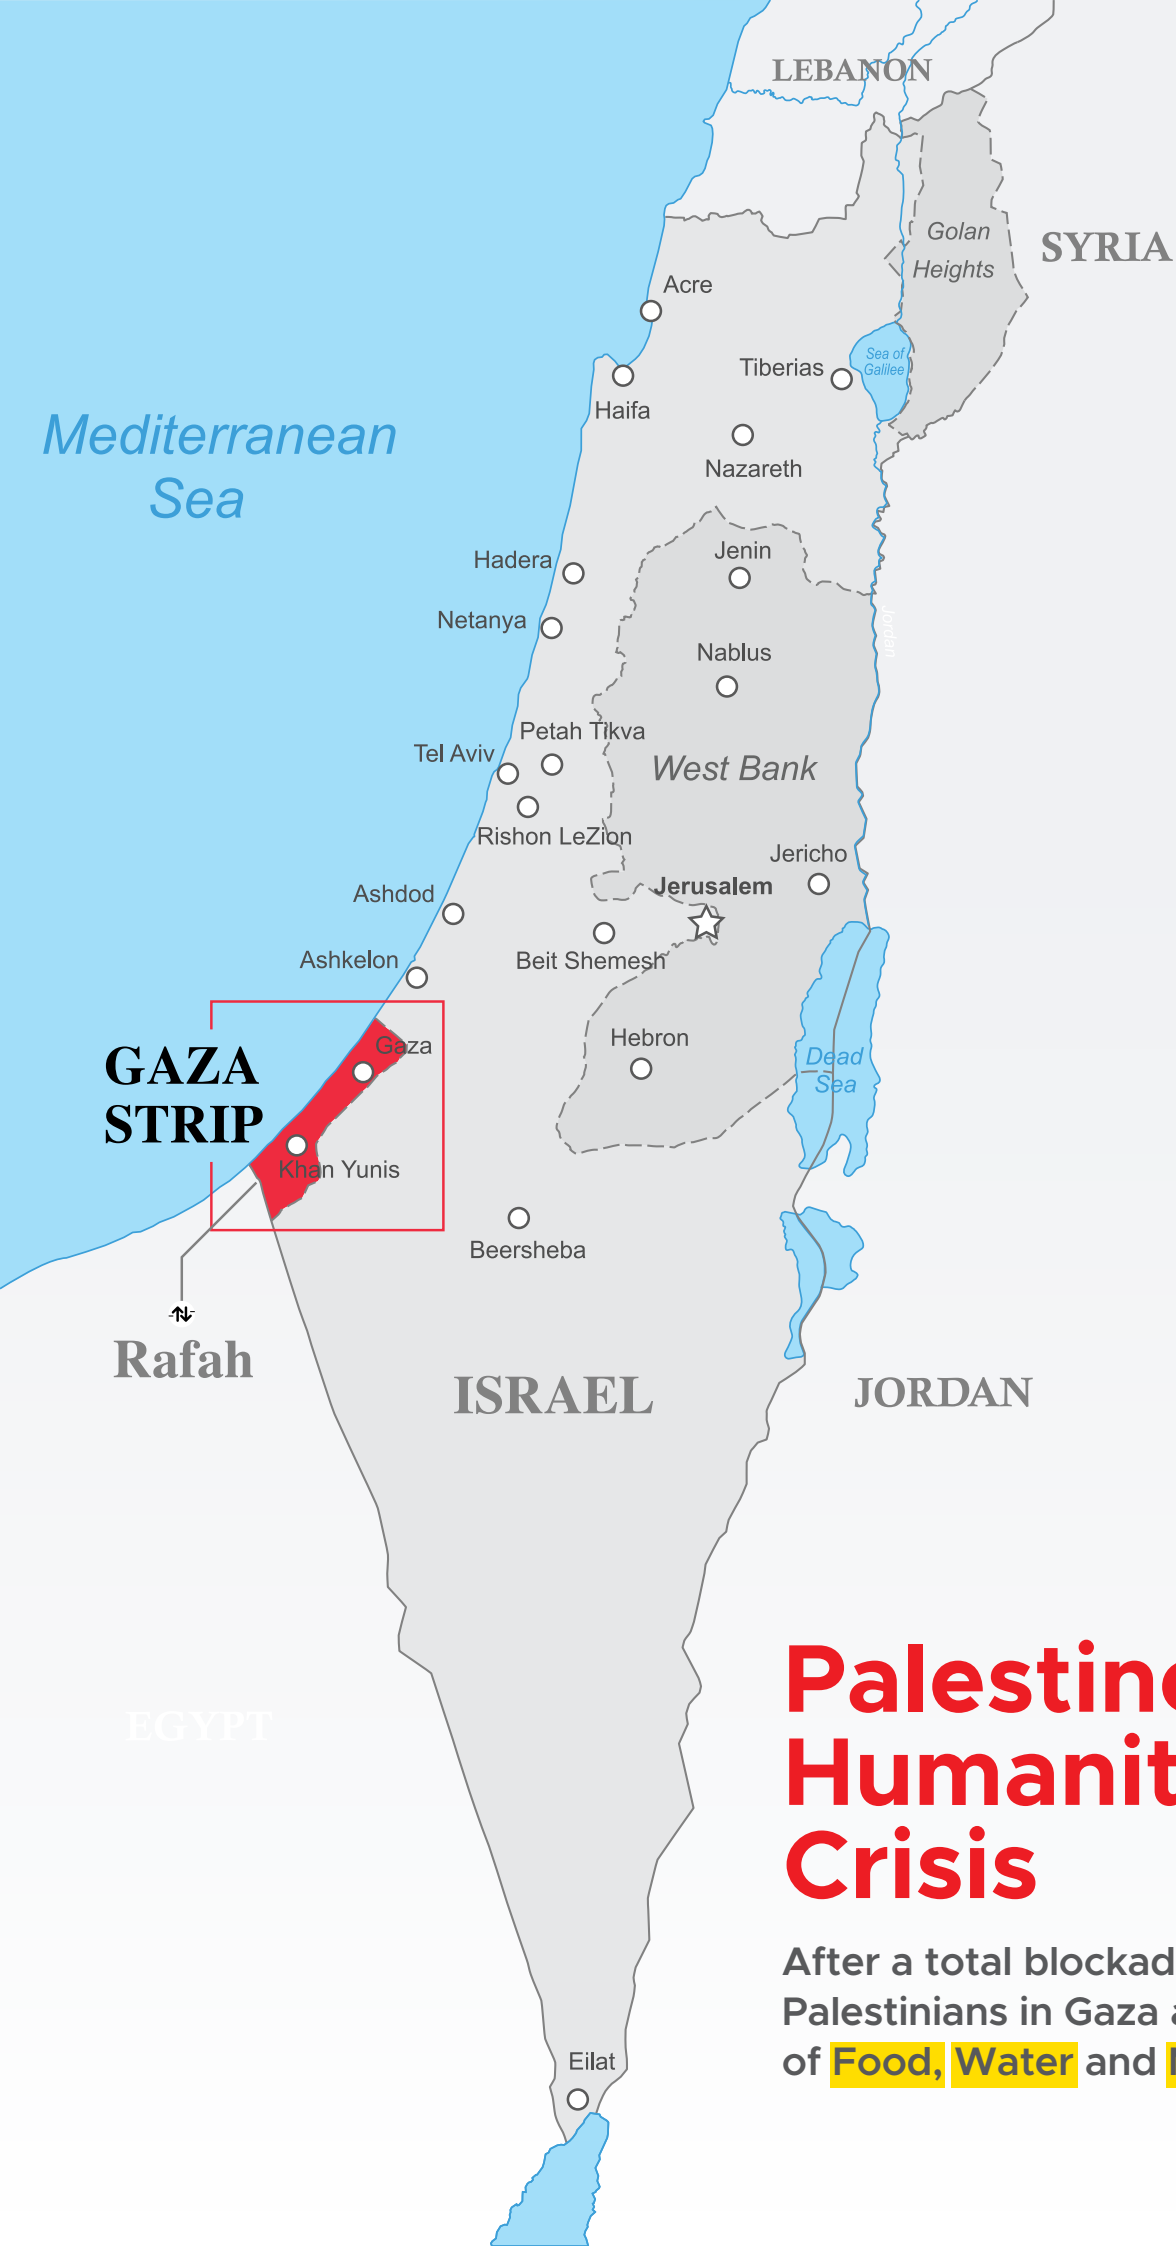 LEBANON
Golan
Heights
SYRIA
Acre
Sea of
Galilee
Tiberias
Haifa
Mediterranean
Sea
Nazareth
Jenin
Hadera
Netanya
Jordan
Nablus
Petah Tikva
Tel Aviv
West Bank
Rishon LeZion
Jericho
Jerusalem
Ashdod
Beit Shemesh
Ashkelon
Hebron
Gaza
GAZA
STRIP
Dead
Sea
Khan Yunis
Beersheba
Rafah
ISRAEL
JORDAN
EGYPT
Palestin
Humanit
Crisis
After a total blockad
Palestinians in Gaza
of Food, Water and
Eilat